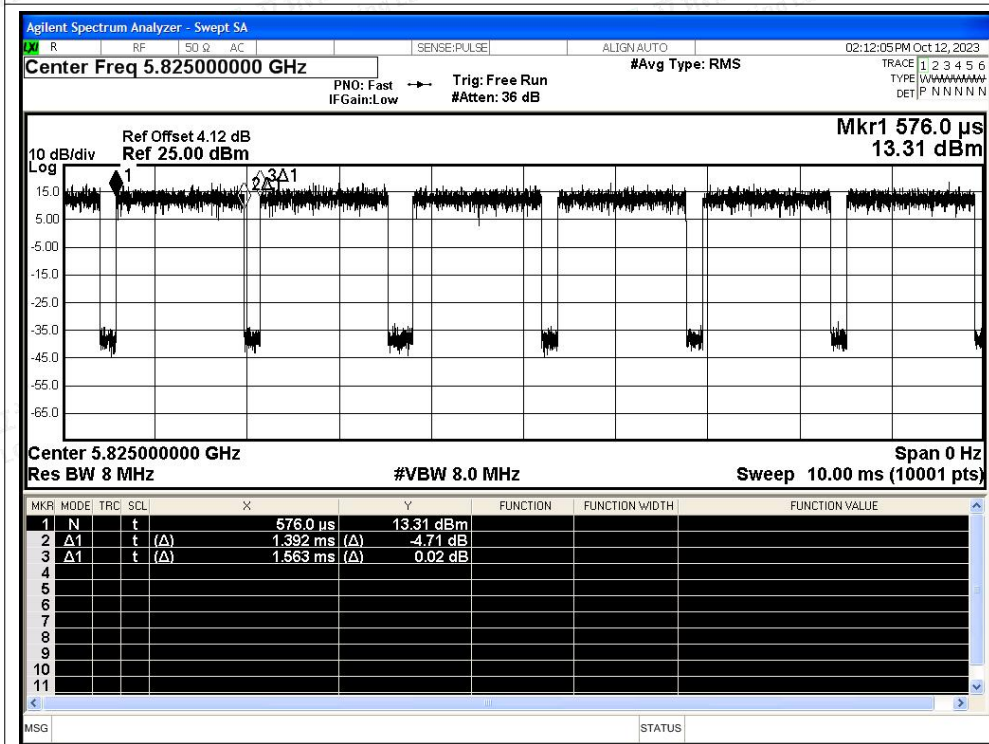 Agilent Spectrum Analyzer - Swept SA
LXI R RF 50 Ω AC SENSE:PULSE ALIGN AUTO 02:12:05 PM Oct 12, 2023
Center Freq 5.825000000 GHz
PNO: Fast
IFGain:Low
Trig: Free Run
#Atten: 36 dB
#Avg Type: RMS
TRACE 1 2 3 4 5 6
TYPE W
DET P N N N N N
Ref Offset 4.12 dB
10 dB/div Ref 25.00 dBm
Log
Mkr1 576.0 µs
13.31 dBm
1 2Δ1 3Δ1
15.0
5.00
-5.00
-15.0
-25.0
-35.0
-45.0
-55.0
-65.0
Center 5.825000000 GHz Span 0 Hz
Res BW 8 MHz #VBW 8.0 MHz Sweep 10.00 ms (10001 pts)
MKR MODE TRC SCL X Y FUNCTION FUNCTION WIDTH FUNCTION VALUE
1 N t 576.0 µs 13.31 dBm
2 Δ1 t (Δ) 1.392 ms (Δ) -4.71 dB
3 Δ1 t (Δ) 1.563 ms (Δ) 0.02 dB
4
5
6
7
8
9
10
11
MSG STATUS